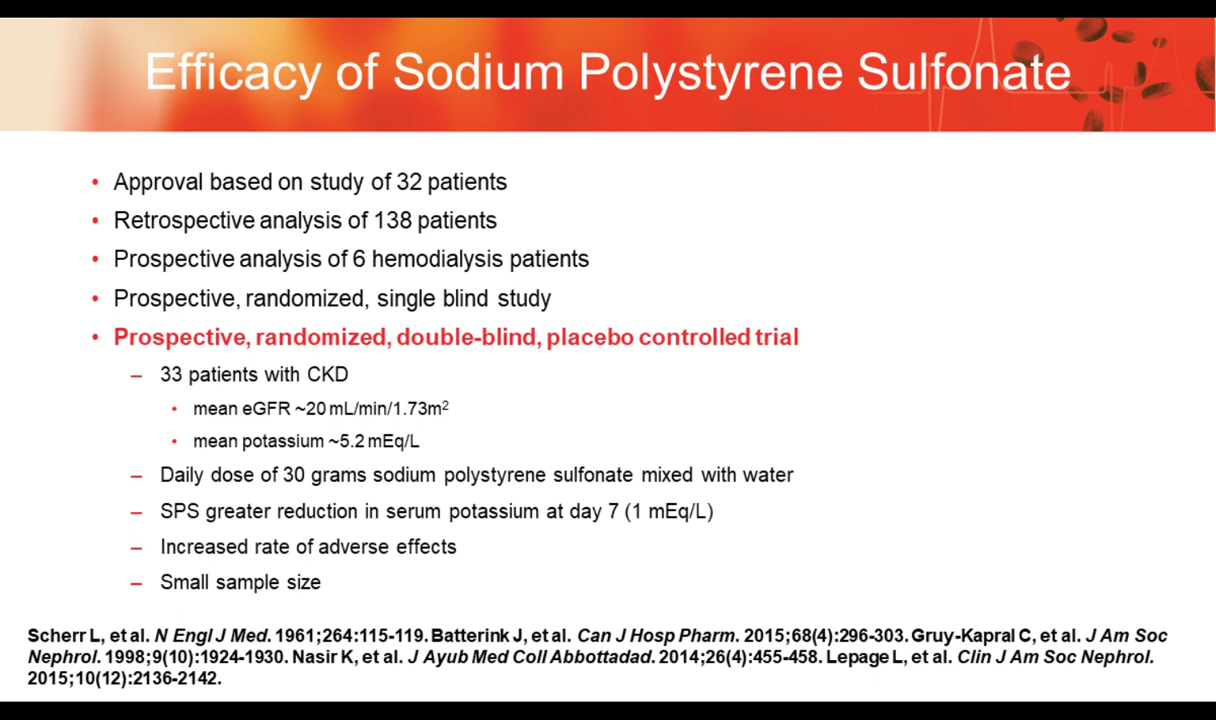 Efficacy of Sodium Polystyrene Sulfonate
• Approval based on study of 32 patients
• Retrospective analysis of 138 patients
• Prospective analysis of 6 hemodialysis patients
• Prospective, randomized, single blind study
• Prospective, randomized, double-blind, placebo controlled trial
– 33 patients with CKD
• mean eGFR ~20 mL/min/1.73m²
• mean potassium ~5.2 mEq/L
– Daily dose of 30 grams sodium polystyrene sulfonate mixed with water
– SPS greater reduction in serum potassium at day 7 (1 mEq/L)
– Increased rate of adverse effects
– Small sample size
Scherr L, et al. N Engl J Med. 1961;264:115-119. Batterink J, et al. Can J Hosp Pharm. 2015;68(4):296-303. Gruy-Kapral C, et al. J Am Soc
Nephrol. 1998;9(10):1924-1930. Nasir K, et al. J Ayub Med Coll Abbottadad. 2014;26(4):455-458. Lepage L, et al. Clin J Am Soc Nephrol.
2015;10(12):2136-2142.